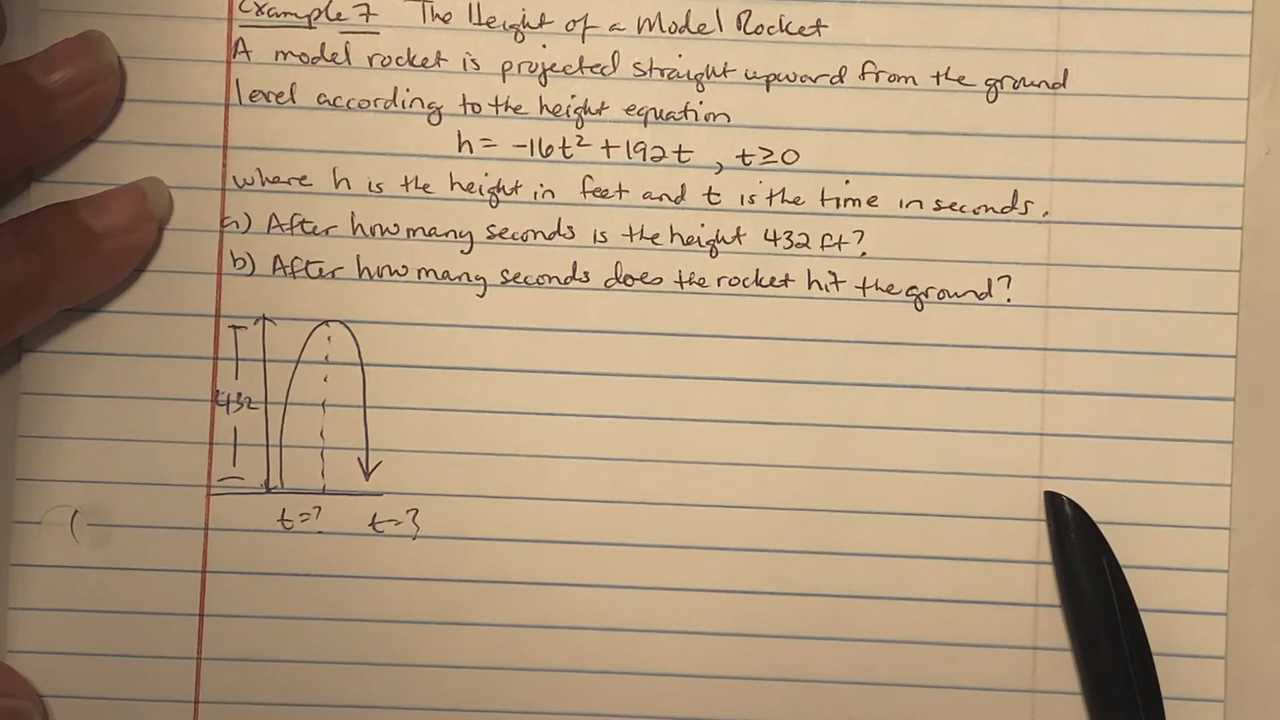 Example 7 The Height of a Model Rocket
A model rocket is projected straight upward from the ground
level according to the height equation
h = -16t² + 192t , t ≥ 0
where h is the height in feet and t is the time in seconds.
a) After how many seconds is the height 432 ft?
b) After how many seconds does the rocket hit the ground?
432
t=? t=?
(